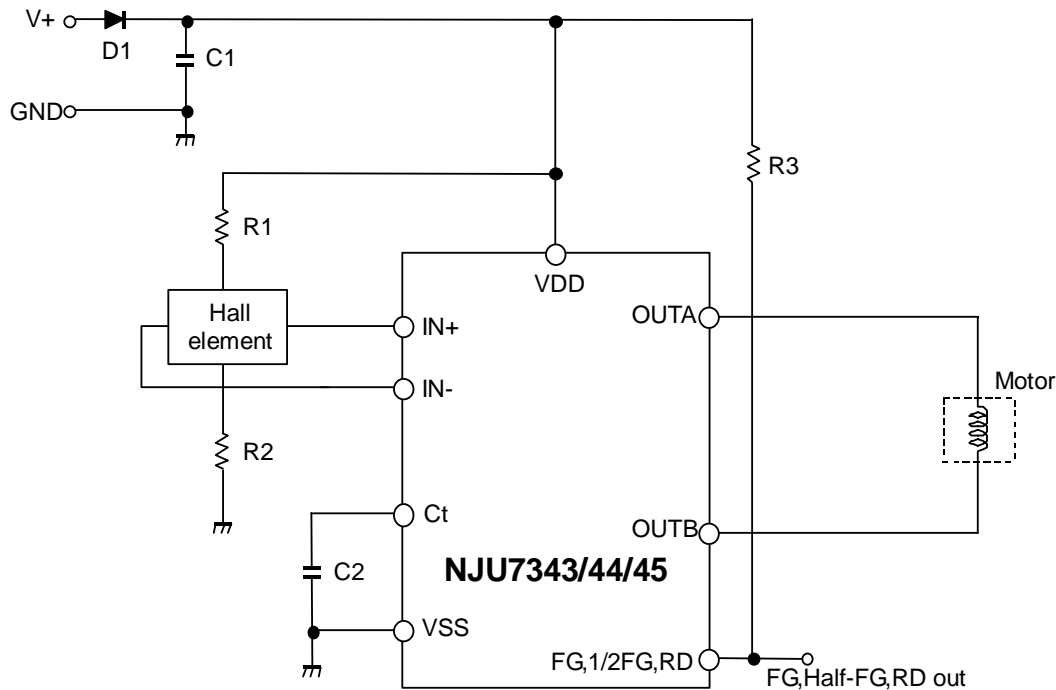 V+
D1
C1
GND
R3
R1
VDD
Hall
element
IN+
OUTA
IN-
Motor
R2
Ct
OUTB
C2
NJU7343/44/45
VSS
FG,1/2FG,RD
FG,Half-FG,RD out